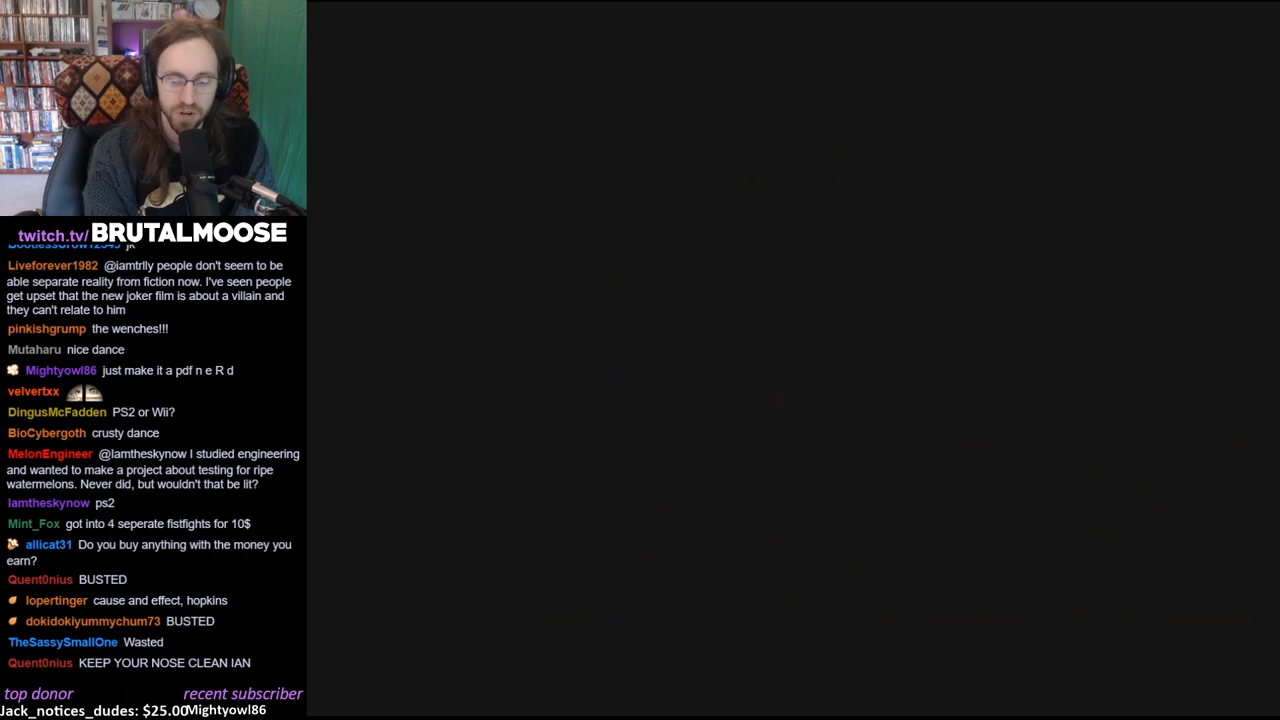 twitch.tv/BRUTALMOOSE
BootlessCrow12345 jk
Liveforever1982 @iamtrlly people don't seem to be
able separate reality from fiction now. I've seen people
get upset that the new joker film is about a villain and
they can't relate to him
pinkishgrump the wenches!!!
Mutaharu nice dance
Mightyowl86 just make it a pdf n e R d
velvertxx
DingusMcFadden PS2 or Wii?
BioCybergoth crusty dance
MelonEngineer @Iamtheskynow I studied engineering
and wanted to make a project about testing for ripe
watermelons. Never did, but wouldn't that be lit?
Iamtheskynow ps2
Mint_Fox got into 4 seperate fistfights for 10$
allicat31 Do you buy anything with the money you
earn?
Quent0nius BUSTED
lopertinger cause and effect, hopkins
dokidokiyummychum73 BUSTED
TheSassySmallOne Wasted
Quent0nius KEEP YOUR NOSE CLEAN IAN
top donor recent subscriber
Jack_notices_dudes: $25.00 Mightyowl86